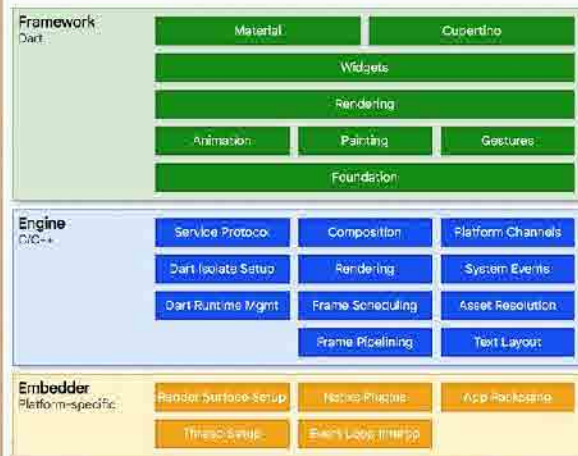 Framework
Dart
Material Cupertino
Widgets
Rendering
Animation Painting Gestures
Foundation
Engine
C/C++
Service Protocol Composition Platform Channels
Dart Isolate Setup Rendering System Events
Dart Runtime Mgmt Frame Scheduling Asset Resolution
Frame Pipelining Text Layout
Embedder
Platform-specific
Render Surface Setup Native Plugins App Packaging
Thread Setup Event Loop Interop